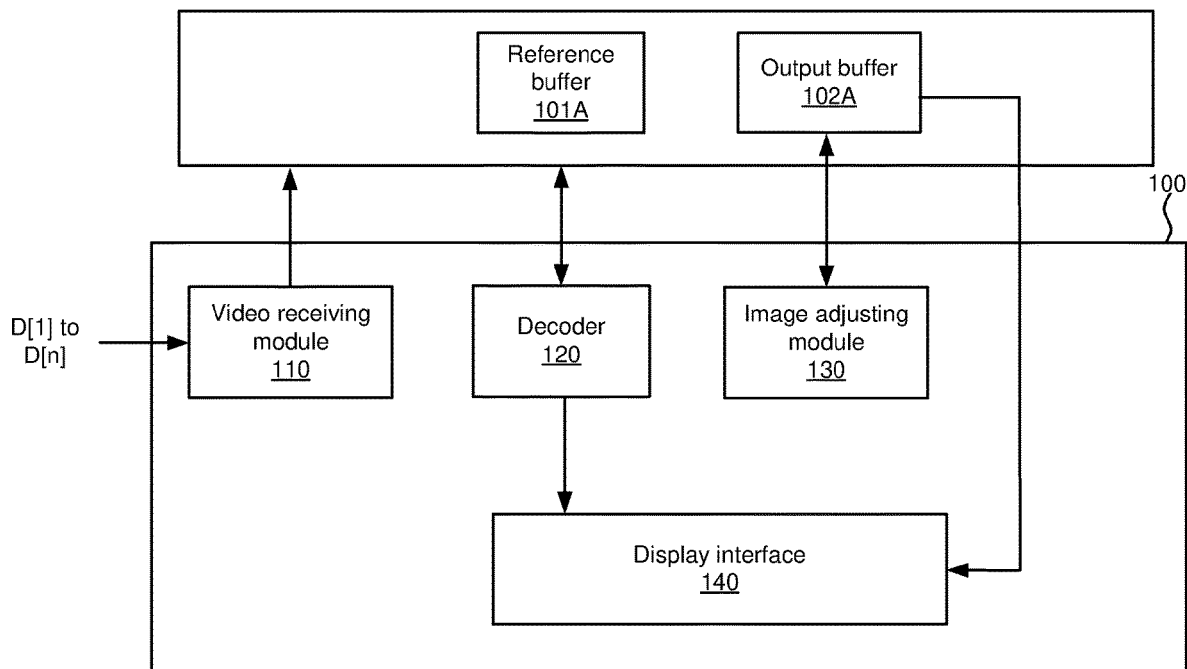 Reference
buffer
101A
Output buffer
102A
100
D[1] to
D[n]
Video receiving
module
110
Decoder
120
Image adjusting
module
130
Display interface
140